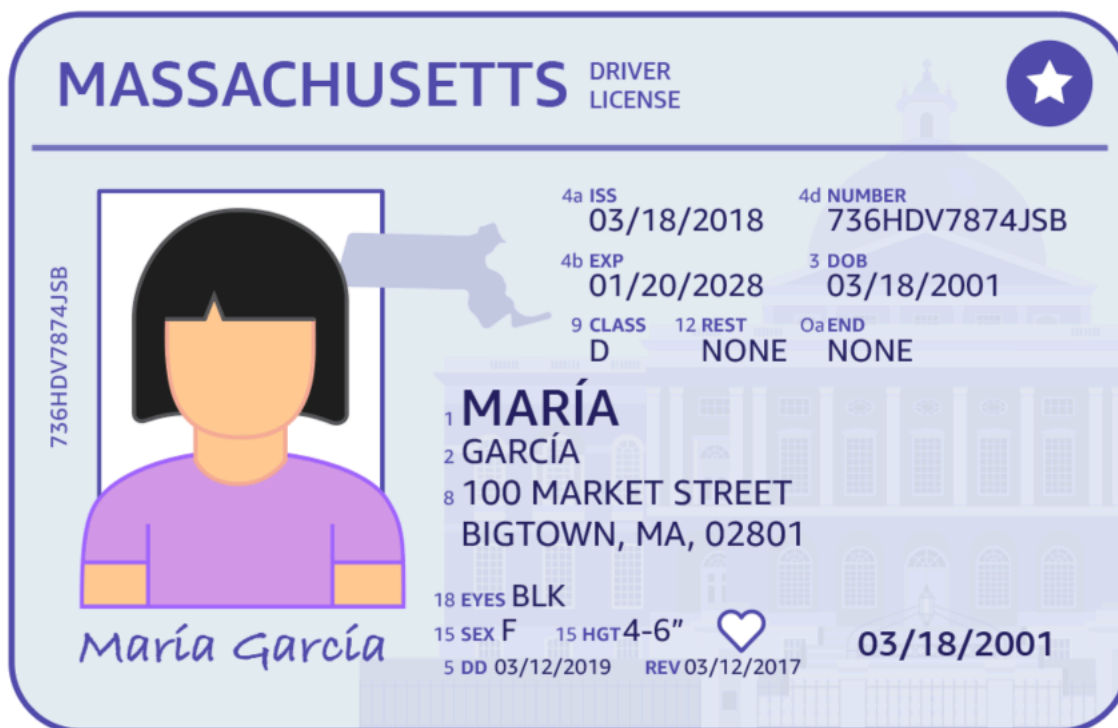 MASSACHUSETTS DRIVER LICENSE
4a ISS 4d NUMBER
03/18/2018 736HDV7874JSB
4b EXP 3 DOB
01/20/2028 03/18/2001
9 CLASS 12 REST 0a END
D NONE NONE
736HDV7874JSB
1 MARÍA
2 GARCÍA
8 100 MARKET STREET
BIGTOWN, MA, 02801
18 EYES BLK
15 SEX F 15 HGT 4-6”
5 DD 03/12/2019 REV 03/12/2017
03/18/2001
María García